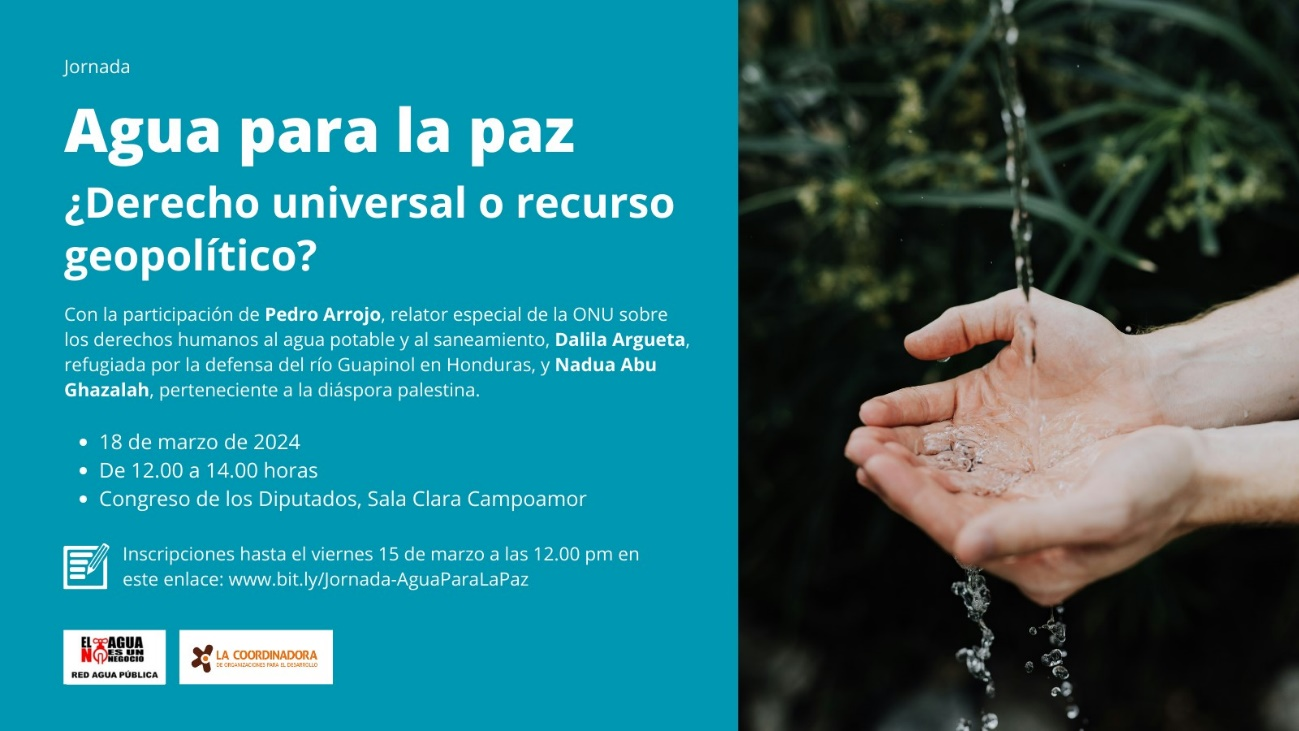 Jornada
Agua para la paz
¿Derecho universal o recurso
geopolítico?
Con la participación de Pedro Arrojo, relator especial de la ONU sobre
los derechos humanos al agua potable y al saneamiento, Dalila Argueta,
refugiada por la defensa del río Guapinol en Honduras, y Nadua Abu
Ghazalah, perteneciente a la diáspora palestina.
• 18 de marzo de 2024
• De 12.00 a 14.00 horas
• Congreso de los Diputados, Sala Clara Campoamor
Inscripciones hasta el viernes 15 de marzo a las 12.00 pm en
este enlace: www.bit.ly/Jornada-AguaParaLaPaz
EL AGUA
NO ES UN
NEGOCIO
RED AGUA PÚBLICA
LA COORDINADORA
DE ORGANIZACIONES PARA EL DESARROLLO